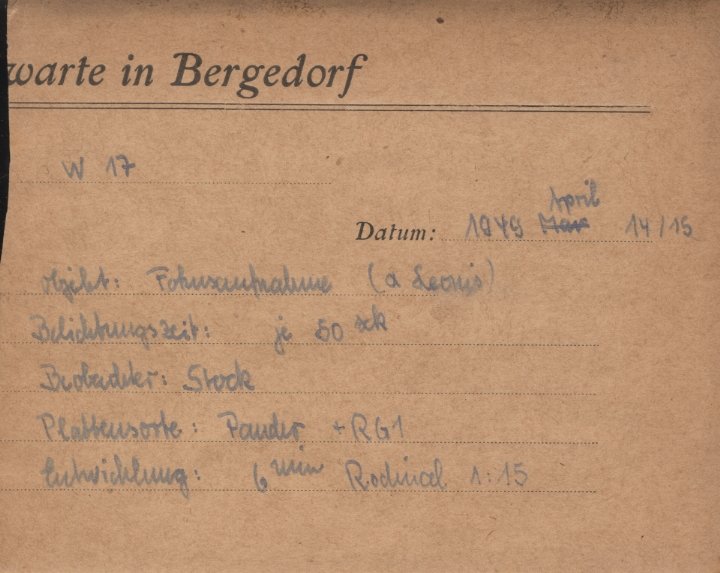 warte in Bergedorf
W 17
April
Datum: 1949 Mar 14/15
Objekt: Fokusaufnahme (α Leonis)
Belichtungszeit: je 50 sek
Beobachter: Stock
Plattensorte: Pander + RG1
Entwicklung: 6 min Rodinal 1:15